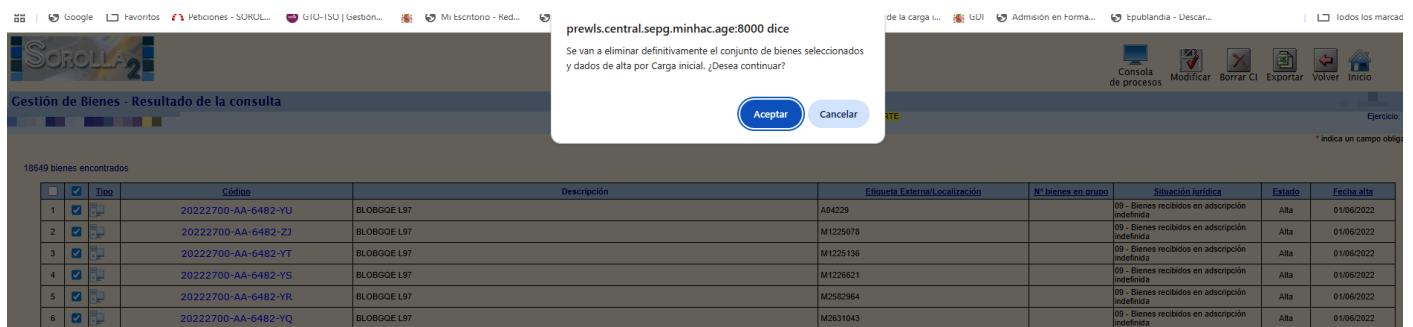 Google
Favoritos
Peticiones - SOROL...
GTO-TSO | Gestión...
Mi Escritorio - Red...
de la carga i...
GDI
Admisión en Forma...
Epublandia - Descar...
Todos los marcad
prewls.central.sepg.minhac.age:8000 dice
Se van a eliminar definitivamente el conjunto de bienes seleccionados
y dados de alta por Carga inicial. ¿Desea continuar?
Aceptar
Cancelar
SOROLLA2
Consola
de procesos
Modificar
Borrar CI
Exportar
Volver
Inicio
Gestión de Bienes - Resultado de la consulta
RTE
Ejercicio:
* indica un campo oblig
18649 bienes encontrados
Tipo Código Descripción Etiqueta Externa/Localización Nº bienes en grupo Situación jurídica Estado Fecha alta
1 20222700-AA-6482-YU BLOBGQE L97 A04229 09 - Bienes recibidos en adscripción indefinida Alta 01/06/2022
2 20222700-AA-6482-ZJ BLOBGQE L97 M1225078 09 - Bienes recibidos en adscripción indefinida Alta 01/06/2022
3 20222700-AA-6482-YT BLOBGQE L97 M1225136 09 - Bienes recibidos en adscripción indefinida Alta 01/06/2022
4 20222700-AA-6482-YS BLOBGQE L97 M1226621 09 - Bienes recibidos en adscripción indefinida Alta 01/06/2022
5 20222700-AA-6482-YR BLOBGQE L97 M2582964 09 - Bienes recibidos en adscripción indefinida Alta 01/06/2022
6 20222700-AA-6482-YQ BLOBGQE L97 M2631043 09 - Bienes recibidos en adscripción indefinida Alta 01/06/2022